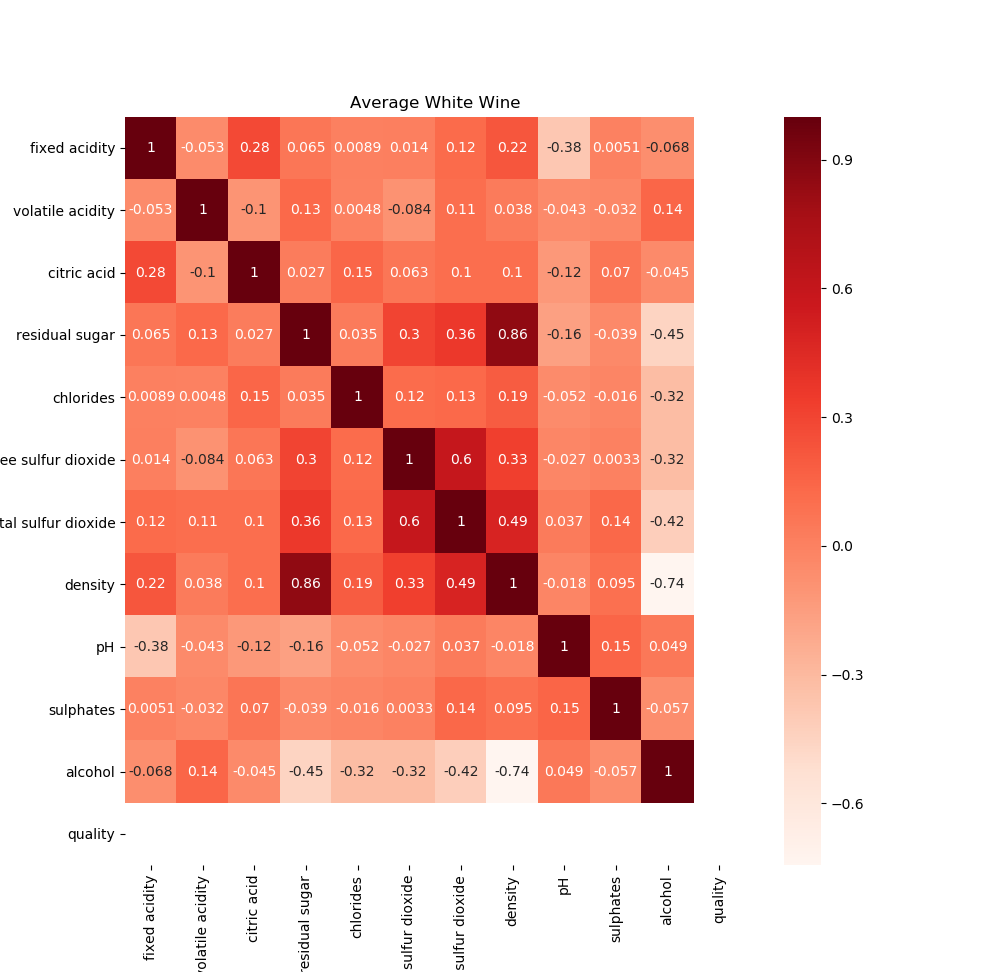 Average White Wine
fixed acidity 1 -0.053 0.28 0.065 0.0089 0.014 0.12 0.22 -0.38 0.0051 -0.068
volatile acidity -0.053 1 -0.1 0.13 0.0048 -0.084 0.11 0.038 -0.043 -0.032 0.14
citric acid 0.28 -0.1 1 0.027 0.15 0.063 0.1 0.1 -0.12 0.07 -0.045
residual sugar 0.065 0.13 0.027 1 0.035 0.3 0.36 0.86 -0.16 -0.039 -0.45
chlorides 0.0089 0.0048 0.15 0.035 1 0.12 0.13 0.19 -0.052 -0.016 -0.32
ee sulfur dioxide 0.014 -0.084 0.063 0.3 0.12 1 0.6 0.33 -0.027 0.0033 -0.32
tal sulfur dioxide 0.12 0.11 0.1 0.36 0.13 0.6 1 0.49 0.037 0.14 -0.42
density 0.22 0.038 0.1 0.86 0.19 0.33 0.49 1 -0.018 0.095 -0.74
pH -0.38 -0.043 -0.12 -0.16 -0.052 -0.027 0.037 -0.018 1 0.15 0.049
sulphates 0.0051 -0.032 0.07 -0.039 -0.016 0.0033 0.14 0.095 0.15 1 -0.057
alcohol -0.068 0.14 -0.045 -0.45 -0.32 -0.32 -0.42 -0.74 0.049 -0.057 1
quality
fixed acidity
volatile acidity
citric acid
residual sugar
chlorides
sulfur dioxide
sulfur dioxide
density
pH
sulphates
alcohol
quality
0.9
0.6
0.3
0.0
−0.3
−0.6